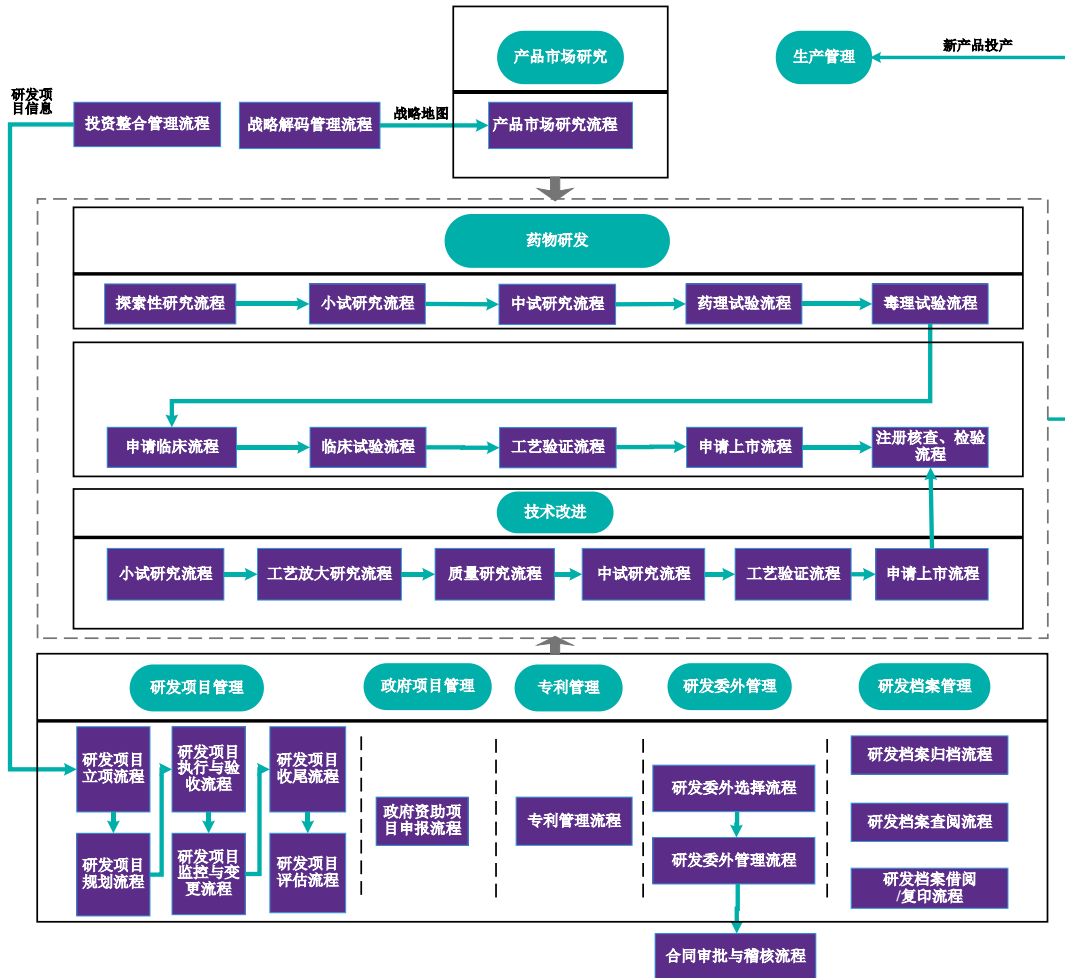 产品市场研究
生产管理
新产品投产
研发项
目信息
投资整合管理流程
战略解码管理流程
战略地图
产品市场研究流程
药物研发
探索性研究流程
小试研究流程
中试研究流程
药理试验流程
毒理试验流程
申请临床流程
临床试验流程
工艺验证流程
申请上市流程
注册核查、检验
流程
技术改进
小试研究流程
工艺放大研究流程
质量研究流程
中试研究流程
工艺验证流程
申请上市流程
研发项目管理
政府项目管理
专利管理
研发委外管理
研发档案管理
研发项目
立项流程
研发项目
执行与验
收流程
研发项目
收尾流程
研发项目
规划流程
研发项目
监控与变
更流程
研发项目
评估流程
政府资助项
目申报流程
专利管理流程
研发委外选择流程
研发委外管理流程
合同审批与稽核流程
研发档案归档流程
研发档案查阅流程
研发档案借阅
/复印流程